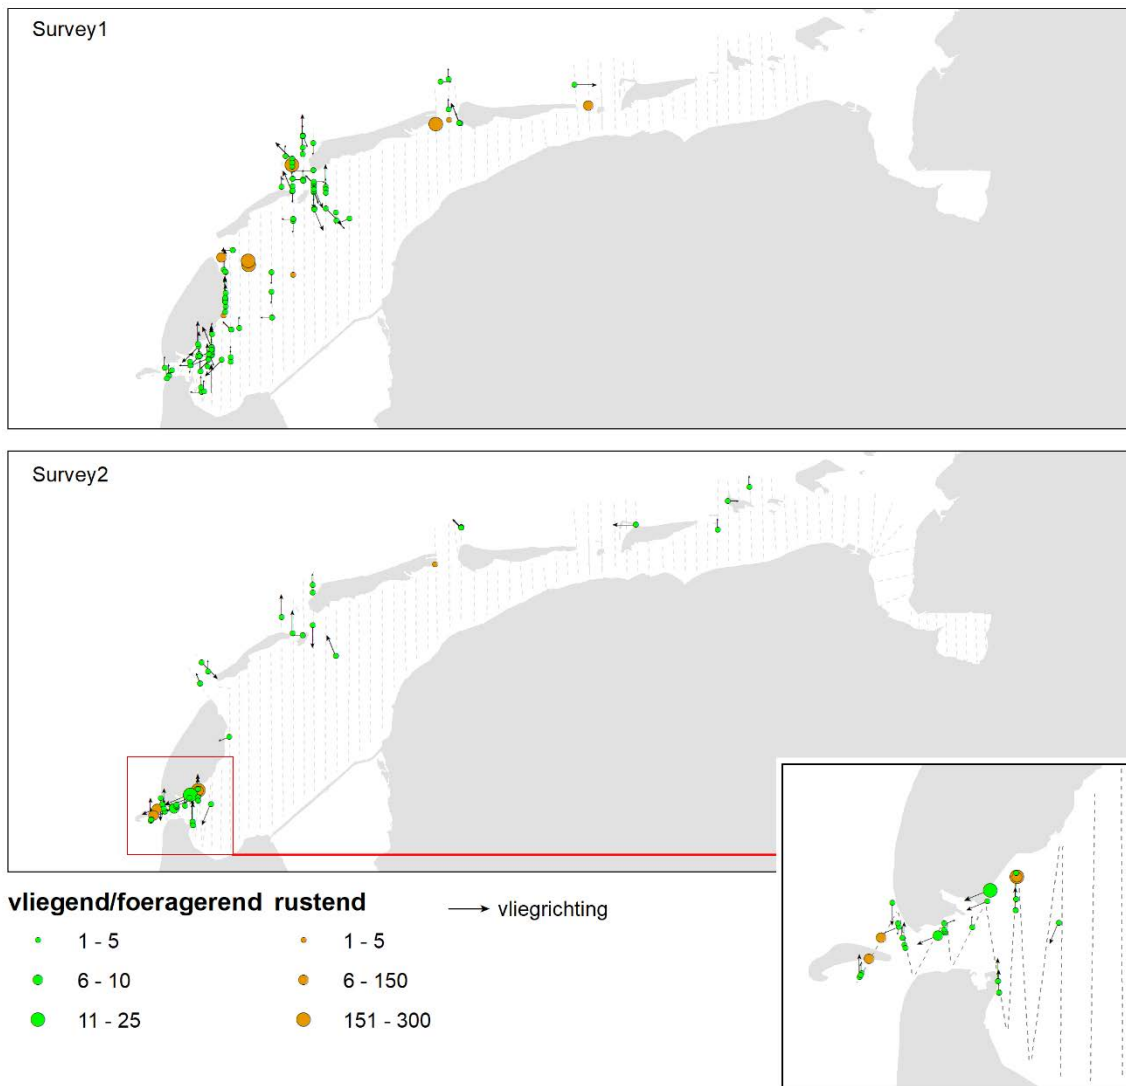 Survey1
Survey2
vliegend/foeragerend rustend
vliegrichting
1 - 5
1 - 5
6 - 10
6 - 150
11 - 25
151 - 300